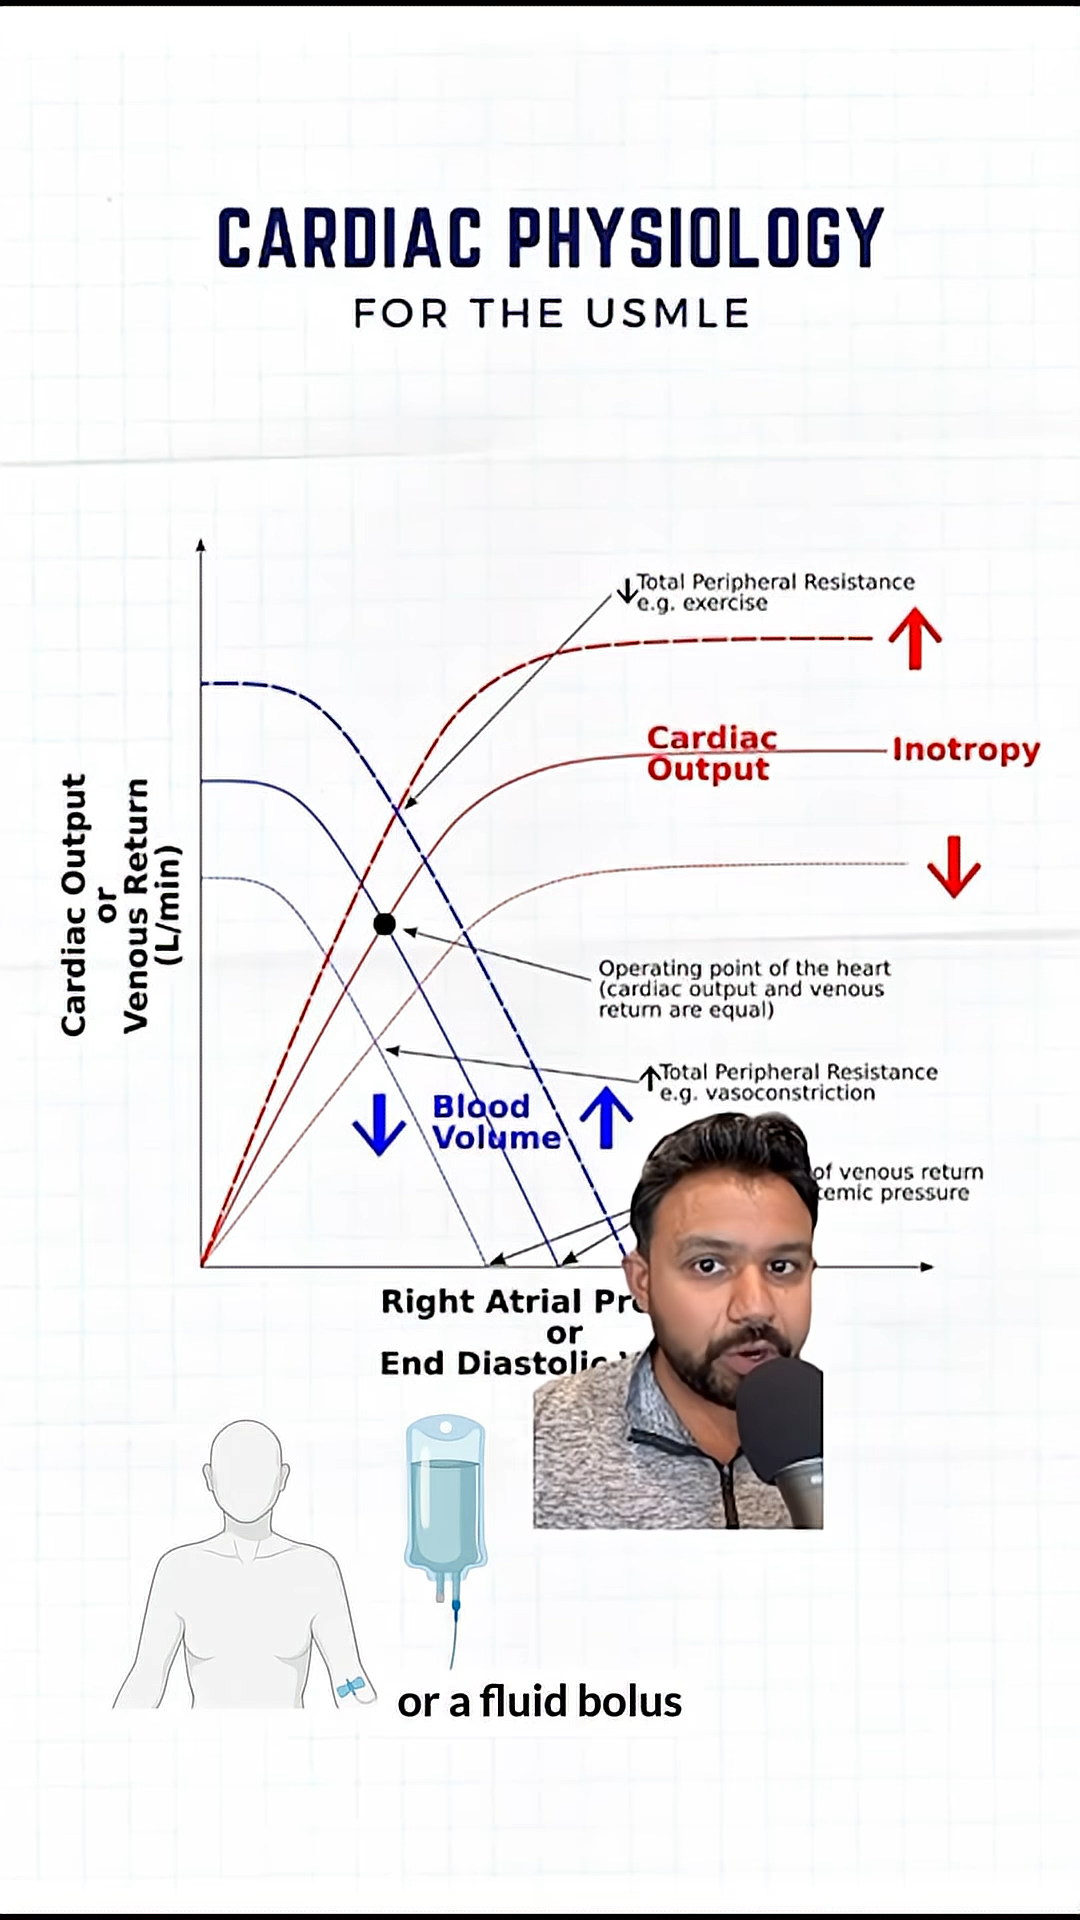 CARDIAC PHYSIOLOGY
FOR THE USMLE
↓Total Peripheral Resistance
e.g. exercise
Cardiac
Output
Inotropy
Cardiac Output
or
Venous Return
(L/min)
Operating point of the heart
(cardiac output and venous
return are equal)
↑Total Peripheral Resistance
e.g. vasoconstriction
Blood
Volume
of venous return
pressure
Right Atrial
or
End Diastolic
or a fluid bolus